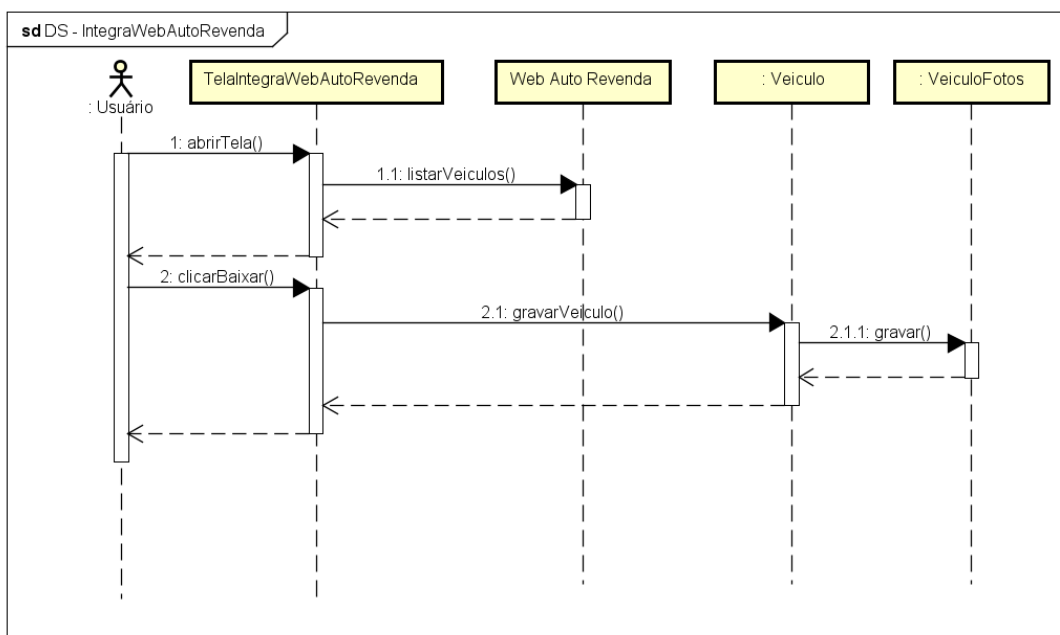 sd DS - IntegraWebAutoRevenda
: Usuário
TelaIntegraWebAutoRevenda
Web Auto Revenda
: Veiculo
: VeiculoFotos
1: abrirTela()
1.1: listarVeiculos()
2: clicarBaixar()
2.1: gravarVeiculo()
2.1.1: gravar()